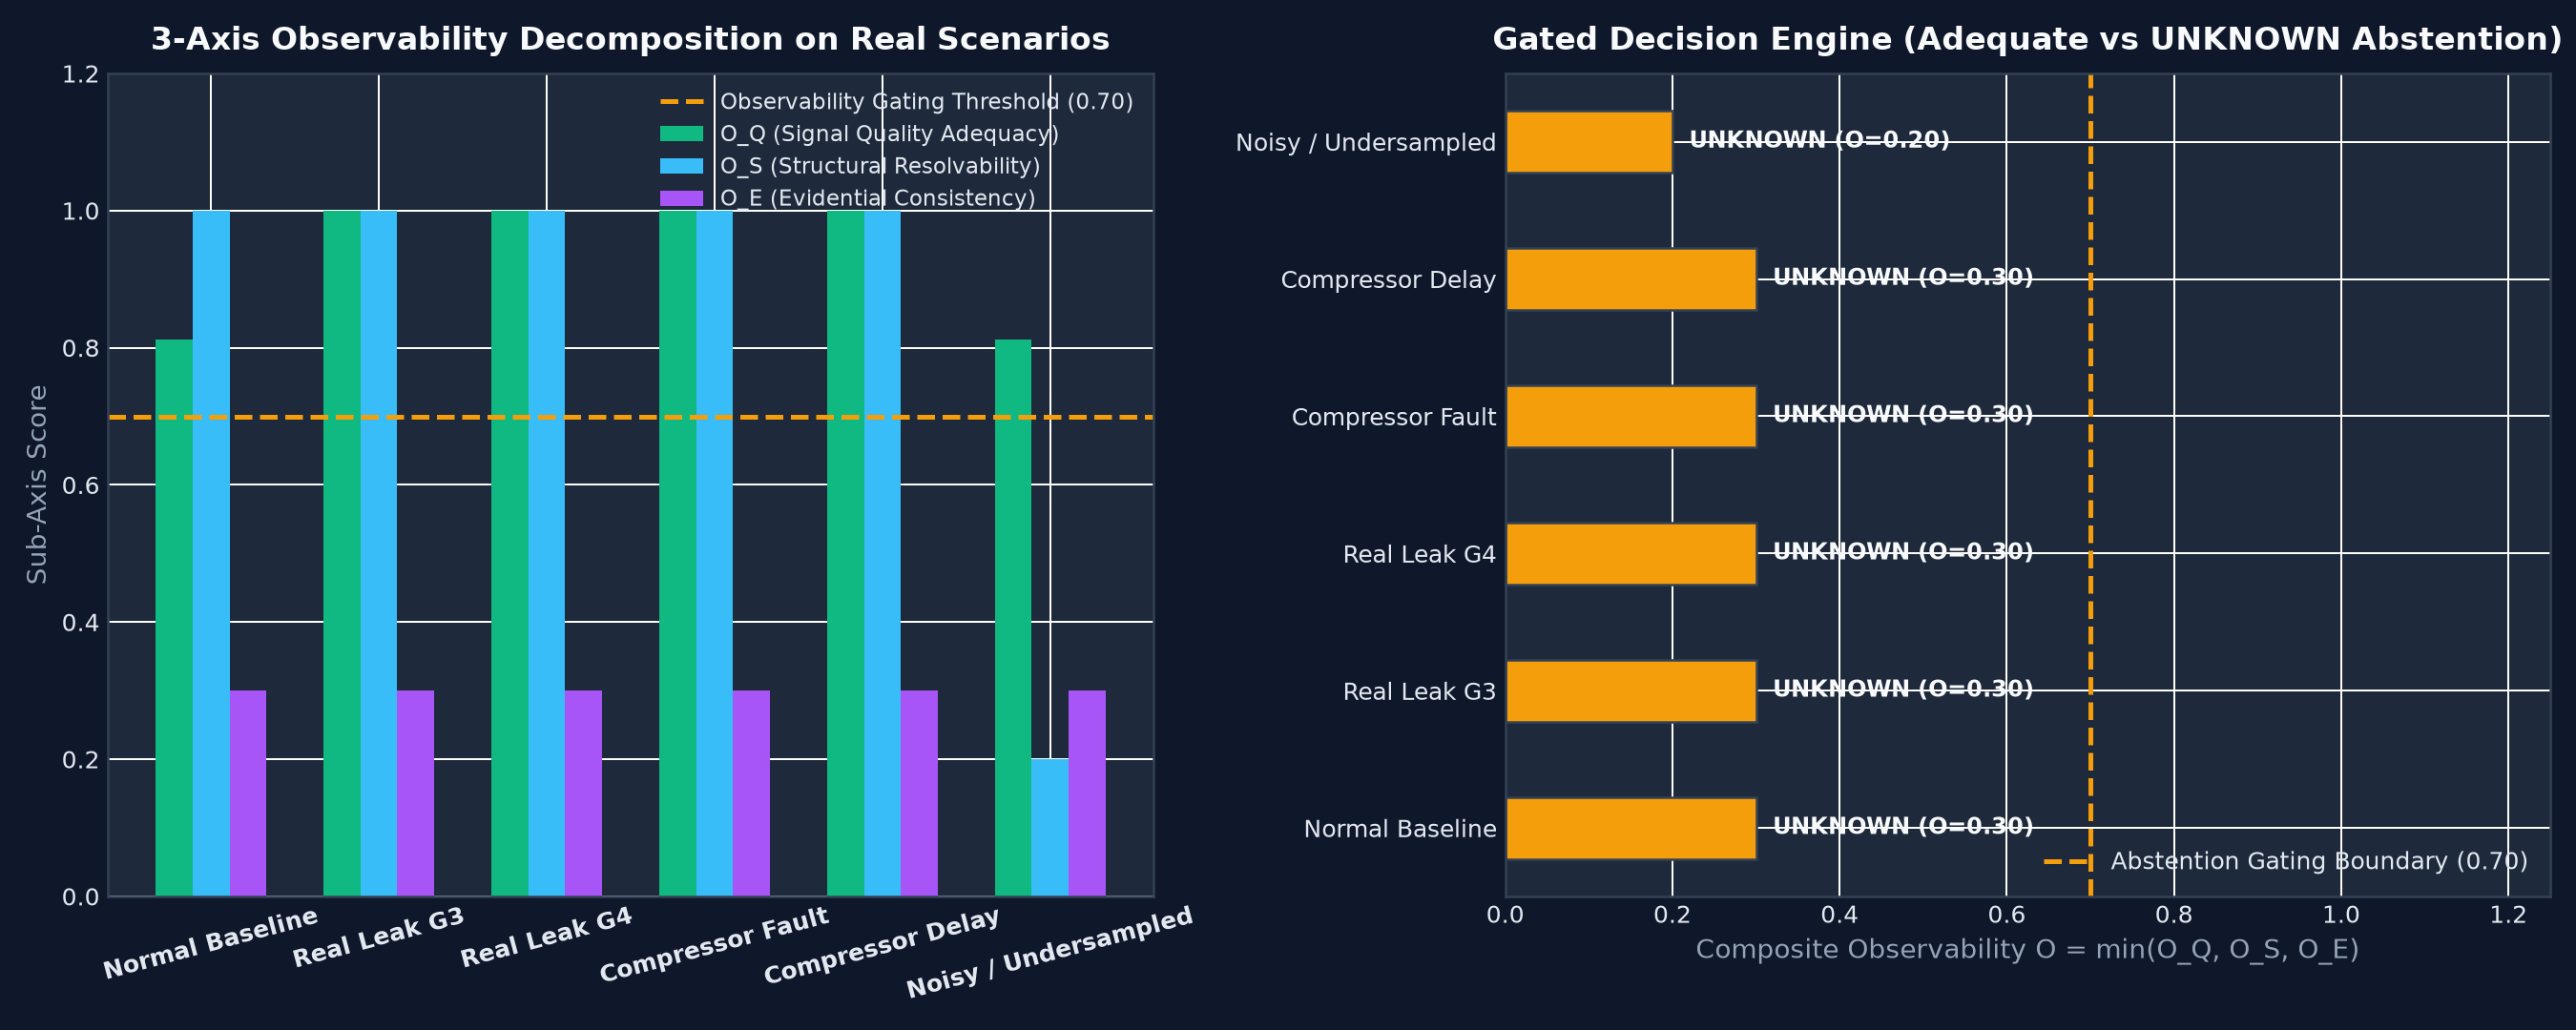 3-Axis Observability Decomposition on Real Scenarios
Sub-Axis Score
1.2
1.0
0.8
0.6
0.4
0.2
0.0
Observability Gating Threshold (0.70)
O_Q (Signal Quality Adequacy)
O_S (Structural Resolvability)
O_E (Evidential Consistency)
Normal Baseline
Real Leak G3
Real Leak G4
Compressor Fault
Compressor Delay
Noisy / Undersampled
Gated Decision Engine (Adequate vs UNKNOWN Abstention)
Noisy / Undersampled
UNKNOWN (O=0.20)
Compressor Delay
UNKNOWN (O=0.30)
Compressor Fault
UNKNOWN (O=0.30)
Real Leak G4
UNKNOWN (O=0.30)
Real Leak G3
UNKNOWN (O=0.30)
Normal Baseline
UNKNOWN (O=0.30)
Abstention Gating Boundary (0.70)
0.0
0.2
0.4
0.6
0.8
1.0
1.2
Composite Observability O = min(O_Q, O_S, O_E)